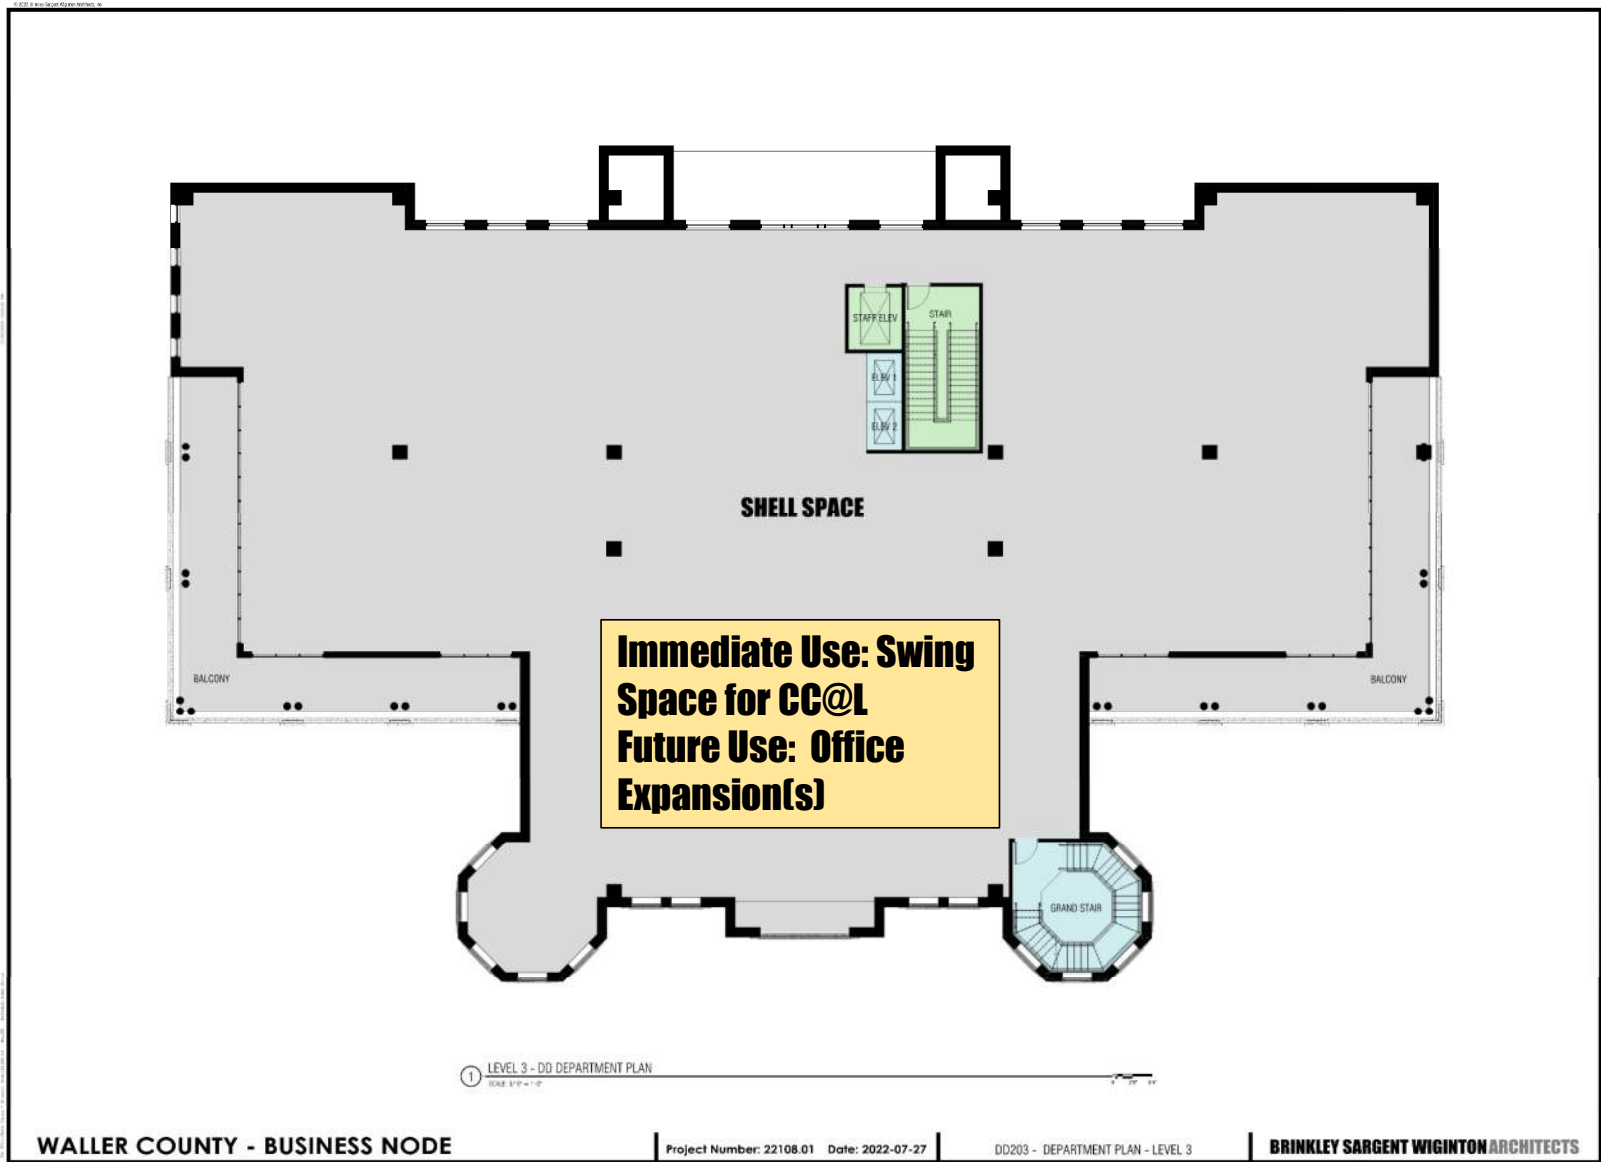 STAFF ELEV
STAIR
ELEV 1
ELEV 2
SHELL SPACE
Immediate Use: Swing
Space for CC@L
Future Use: Office
Expansion(s)
BALCONY
BALCONY
GRAND STAIR
1
LEVEL 3 - DD DEPARTMENT PLAN
WALLER COUNTY - BUSINESS NODE
Project Number: 22108.01 Date: 2022-07-27
DD203 - DEPARTMENT PLAN - LEVEL 3
BRINKLEY SARGENT WIGINTON ARCHITECTS